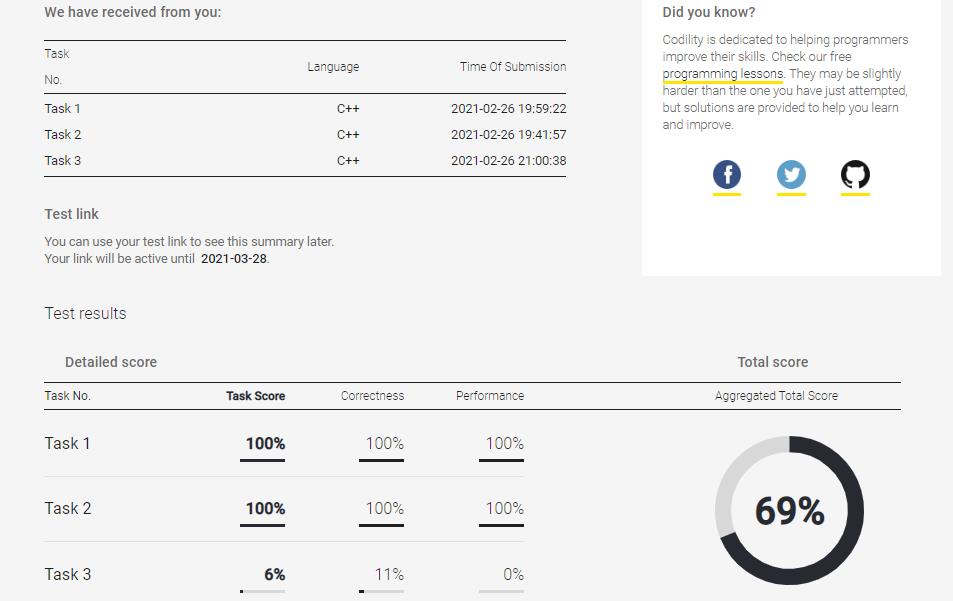 We have received from you:
Task
No.
Language
Time Of Submission
Task 1 C++ 2021-02-26 19:59:22
Task 2 C++ 2021-02-26 19:41:57
Task 3 C++ 2021-02-26 21:00:38
Test link
You can use your test link to see this summary later.
Your link will be active until 2021-03-28.
Did you know?
Codility is dedicated to helping programmers
improve their skills. Check our free
programming lessons. They may be slightly
harder than the one you have just attempted,
but solutions are provided to help you learn
and improve.
Test results
Detailed score
Total score
Task No. Task Score Correctness Performance
Aggregated Total Score
Task 1 100% 100% 100%
Task 2 100% 100% 100%
Task 3 6% 11% 0%
69%